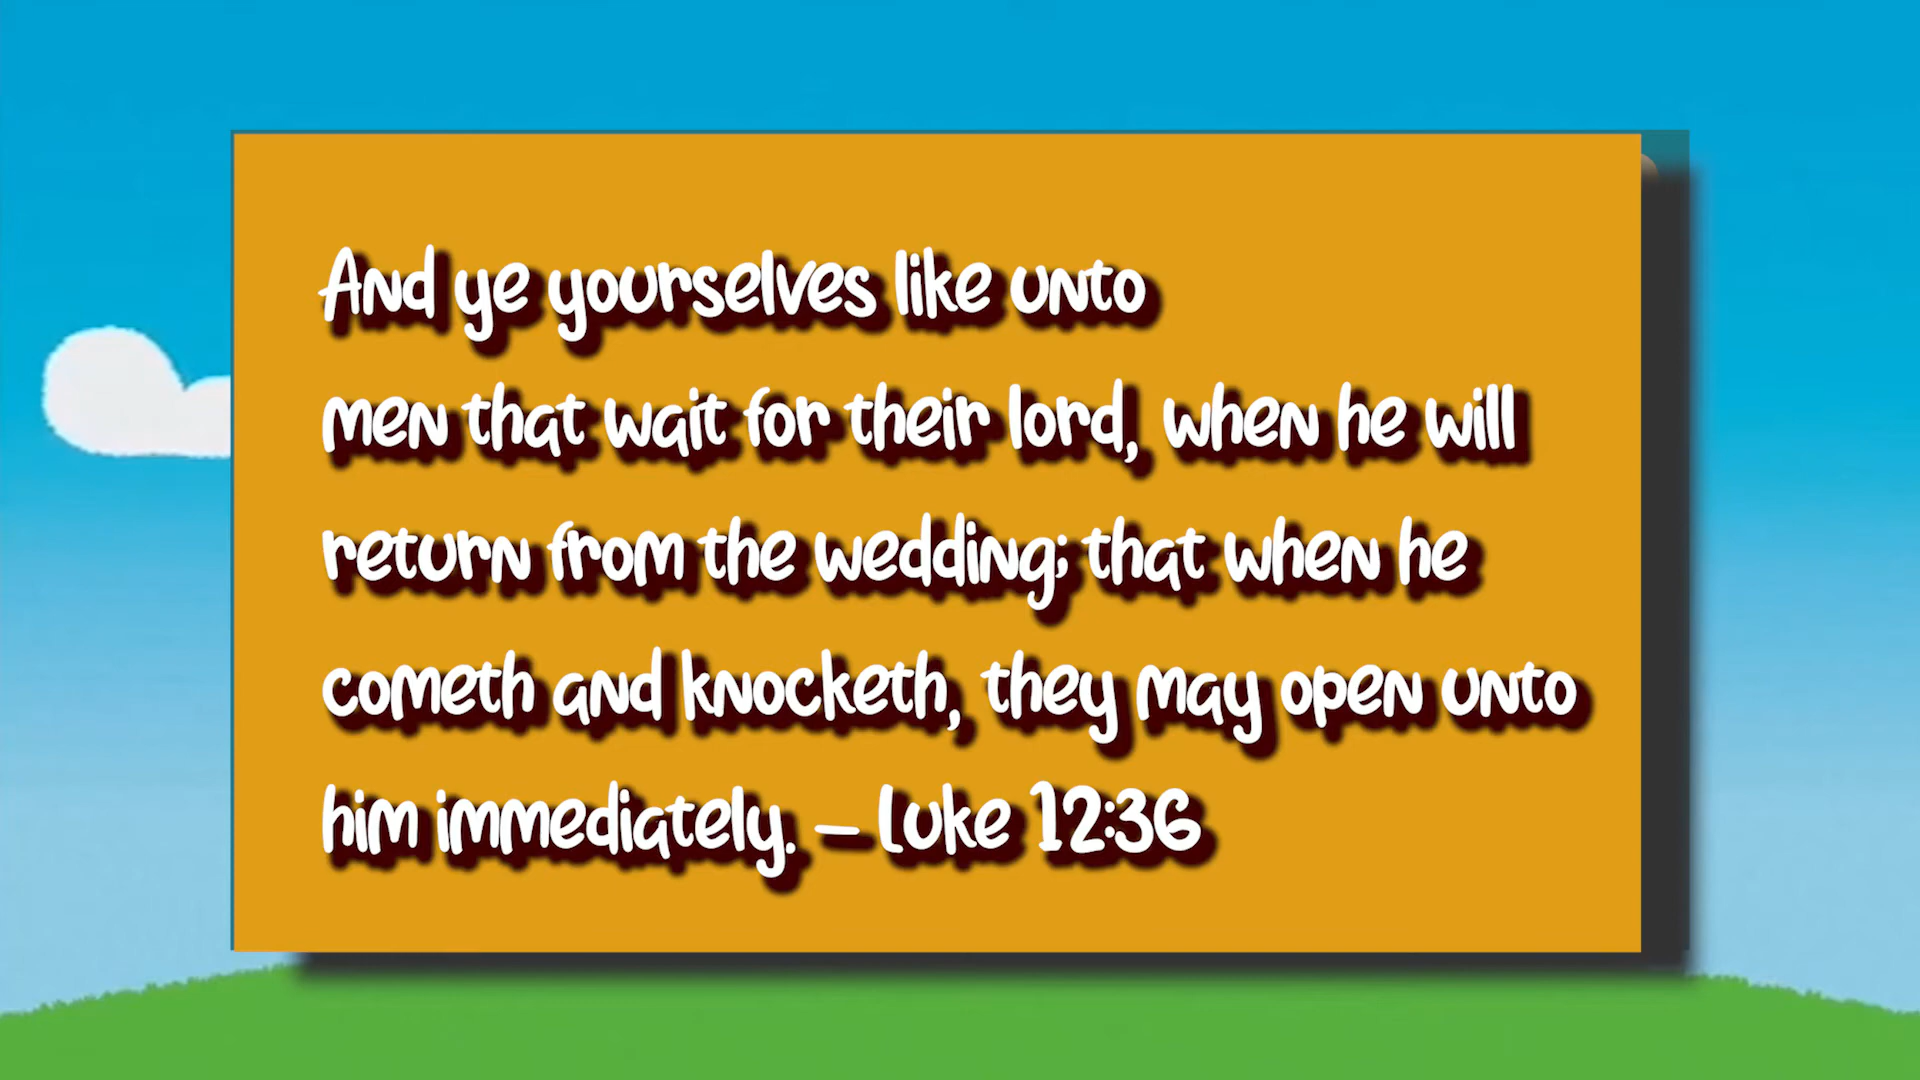 And ye yourselves like unto
men that wait for their lord, when he will
return from the wedding; that when he
cometh and knocketh, they may open unto
him immediately. – Luke 12:36